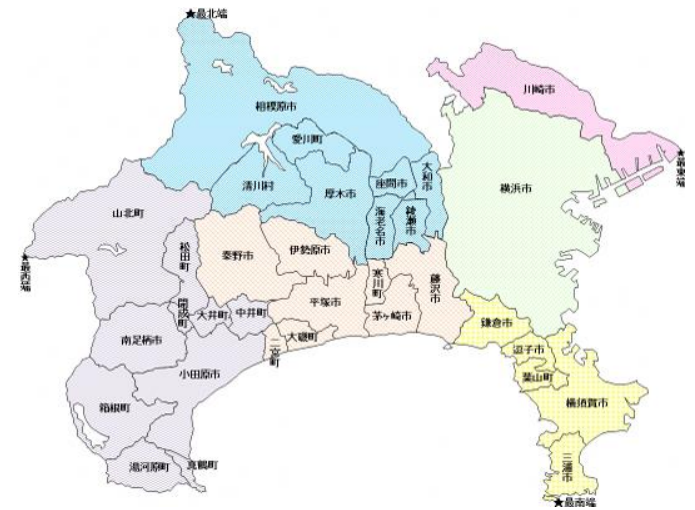 ★最北端
川崎市
相模原市
愛川町
★最東端
大和市
座間市
横浜市
清川村
厚木市
山北町
海老名市
綾瀬市
松田町
秦野市
伊勢原市
★最西端
寒川町
藤沢市
開成町
大井町
中井町
平塚市
茅ヶ崎市
鎌倉市
南足柄市
大磯町
二宮町
逗子市
小田原市
葉山町
箱根町
横須賀市
湯河原町
真鶴町
三浦市
★最南端